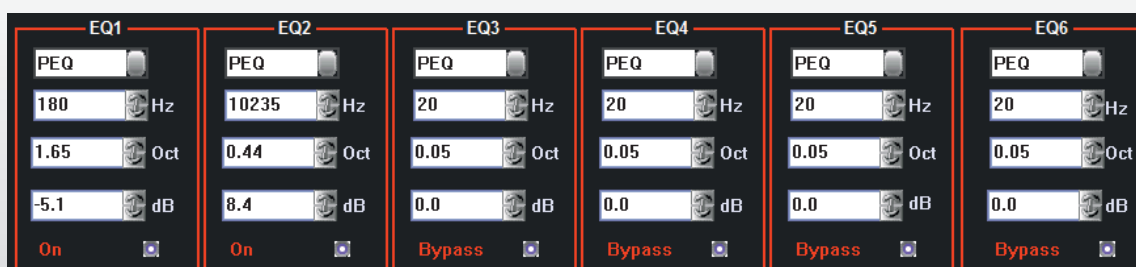 EQ1 EQ2 EQ3 EQ4 EQ5 EQ6
PEQ PEQ PEQ PEQ PEQ PEQ
180 Hz 10235 Hz 20 Hz 20 Hz 20 Hz 20 Hz
1.65 Oct 0.44 Oct 0.05 Oct 0.05 Oct 0.05 Oct 0.05 Oct
-5.1 dB 8.4 dB 0.0 dB 0.0 dB 0.0 dB 0.0 dB
On On Bypass Bypass Bypass Bypass